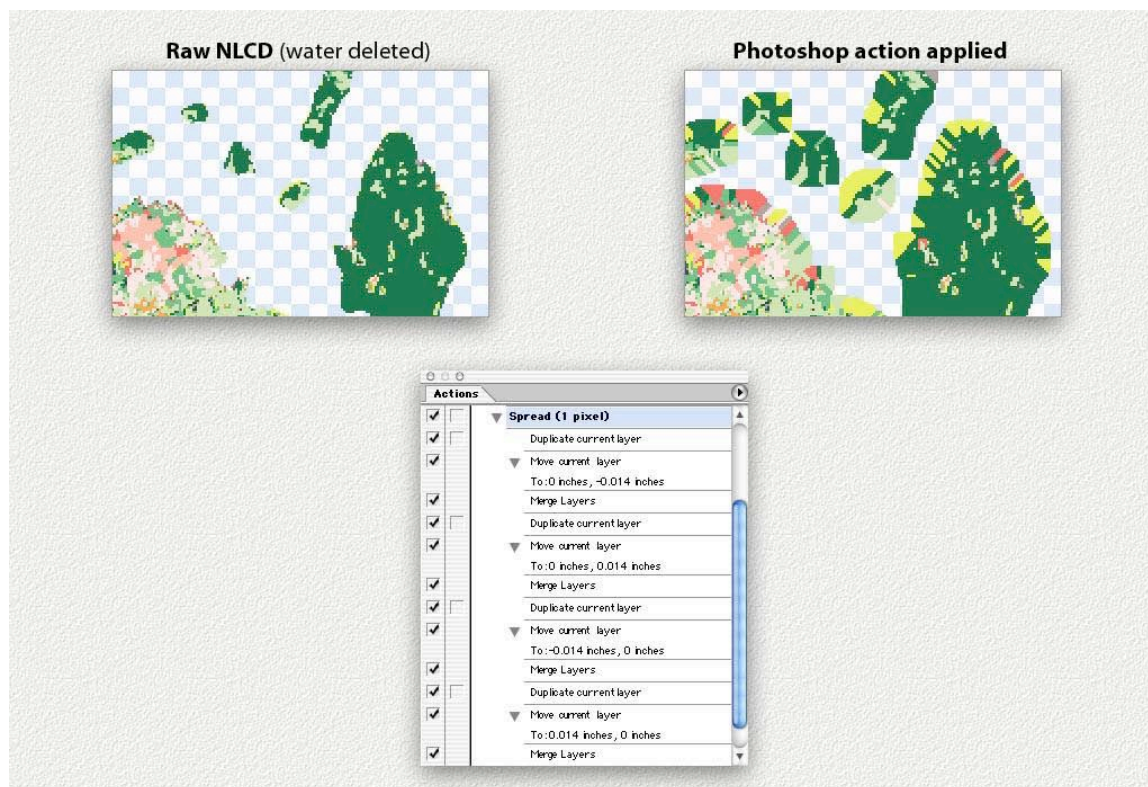 Raw NLCD (water deleted)
Photoshop action applied
Actions
Spread (1 pixel)
Duplicate current layer
Move current layer
To: 0 inches, -0.014 inches
Merge Layers
Duplicate current layer
Move current layer
To: 0 inches, 0.014 inches
Merge Layers
Duplicate current layer
Move current layer
To: -0.014 inches, 0 inches
Merge Layers
Duplicate current layer
Move current layer
To: 0.014 inches, 0 inches
Merge Layers